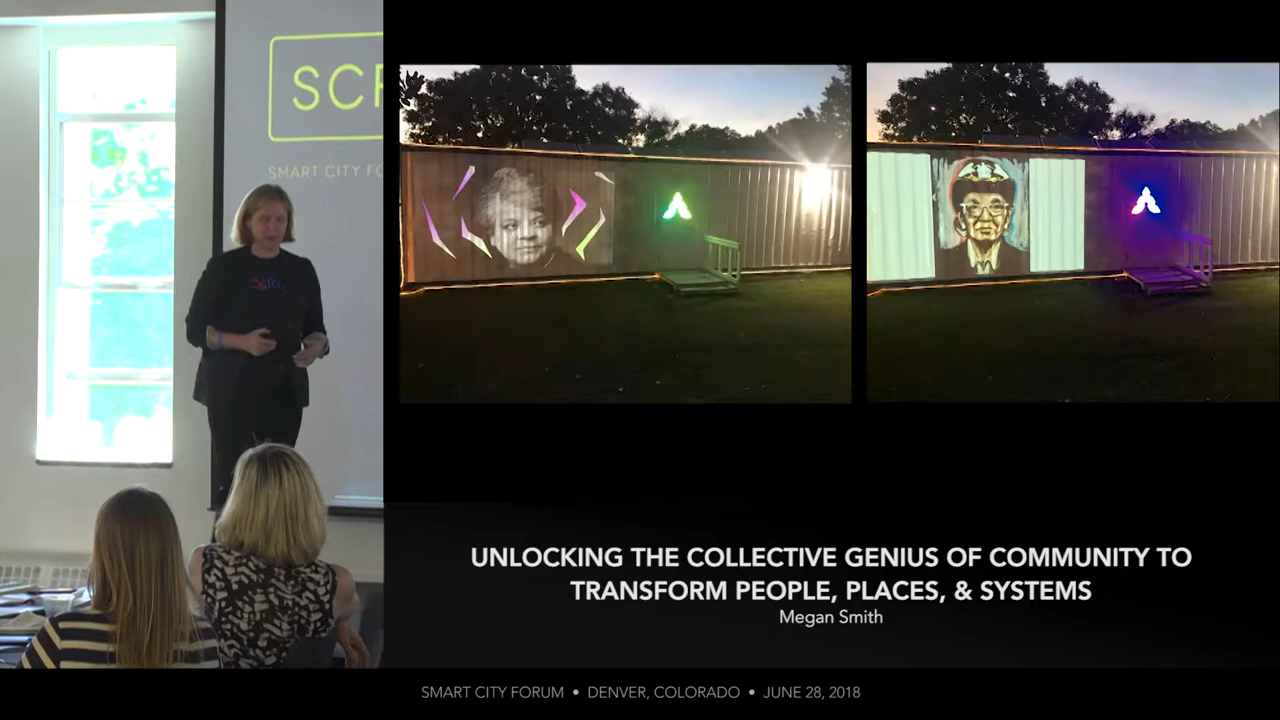 SCF
SMART CITY FO
UNLOCKING THE COLLECTIVE GENIUS OF COMMUNITY TO
TRANSFORM PEOPLE, PLACES, & SYSTEMS
Megan Smith
SMART CITY FORUM • DENVER, COLORADO • JUNE 28, 2018